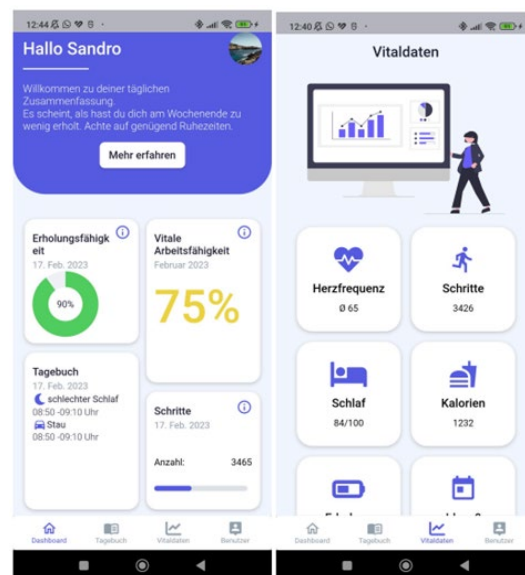 12:44
Hallo Sandro
Willkommen zu deiner täglichen
Zusammenfassung.
Es scheint, als hast du dich am Wochenende zu
wenig erholt. Achte auf genügend Ruhezeiten.
Mehr erfahren
Erholungsfähigk
eit
17. Feb. 2023
90%
Vitale
Arbeitsfähigkeit
Februar 2023
75%
Tagebuch
17. Feb. 2023
schlechter Schlaf
08:50 -09:10 Uhr
Stau
08:50 -09:10 Uhr
Schritte
17. Feb. 2023
Anzahl: 3465
Dashboard Tagebuch Vitaldaten Benutzer
12:40
Vitaldaten
Herzfrequenz
Ø 65
Schritte
3426
Schlaf
84/100
Kalorien
1232
Dashboard Tagebuch Vitaldaten Benutzer